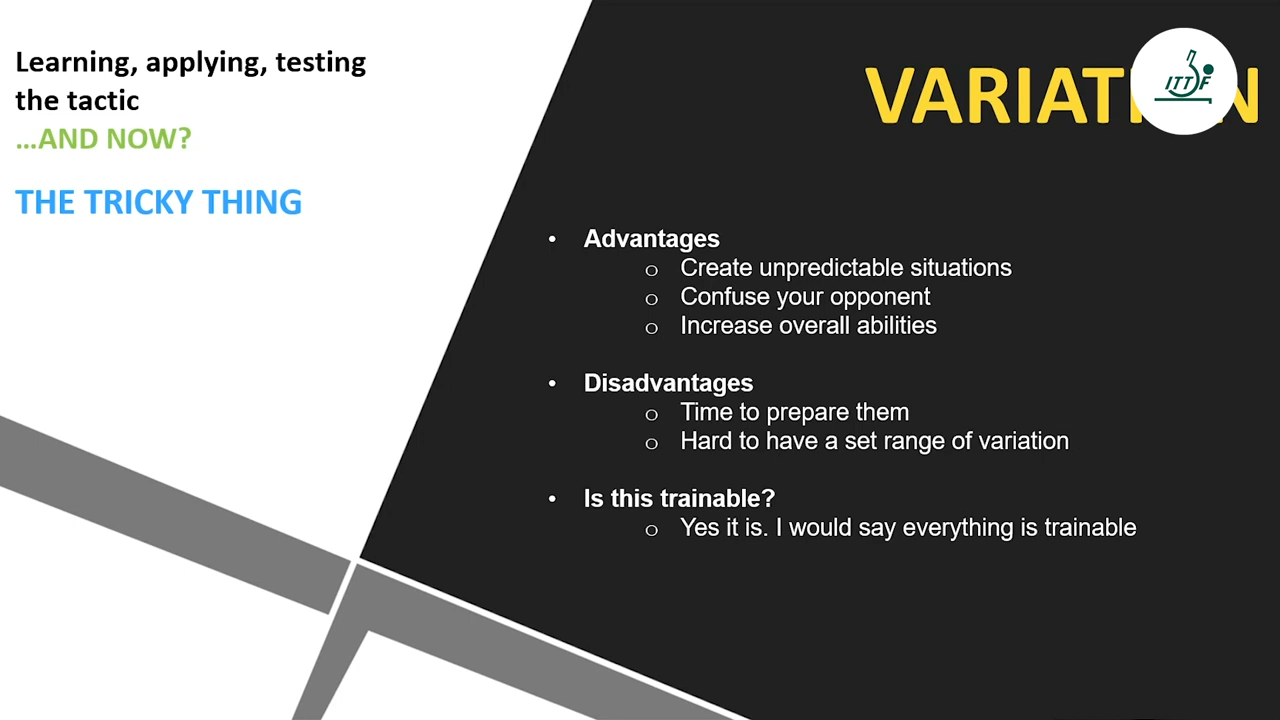 Learning, applying, testing
the tactic
...AND NOW?
THE TRICKY THING
ITTF
• Advantages
o Create unpredictable situations
o Confuse your opponent
o Increase overall abilities
• Disadvantages
o Time to prepare them
o Hard to have a set range of variation
• Is this trainable?
o Yes it is. I would say everything is trainable